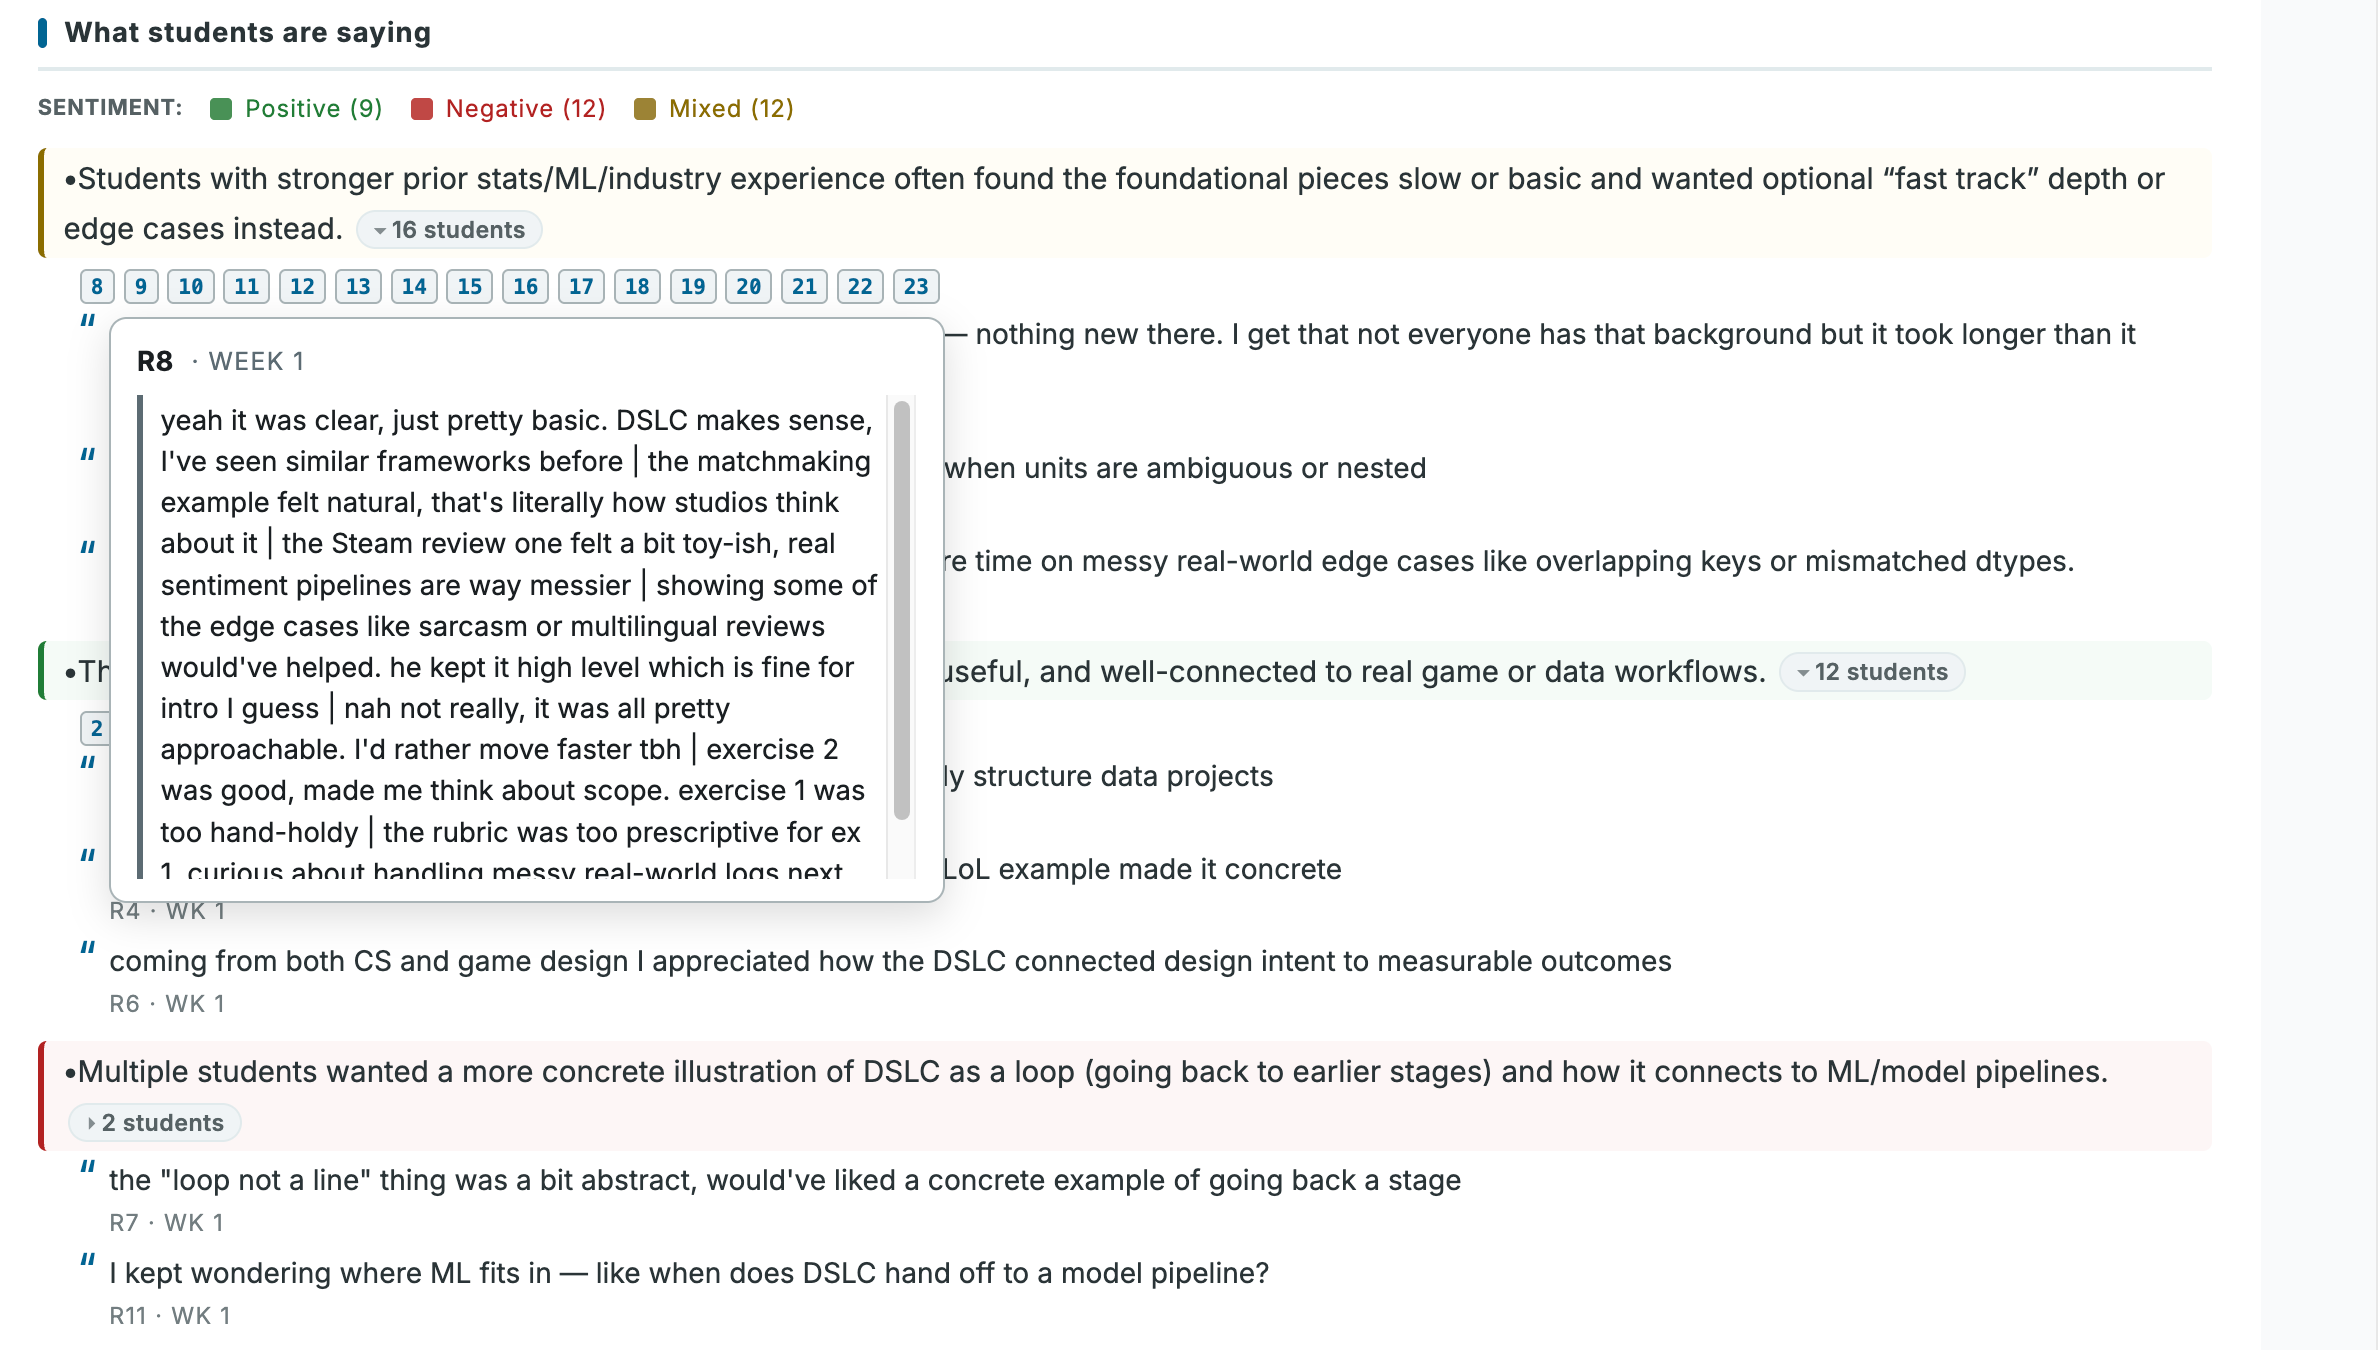 What students are saying
SENTIMENT: Positive (9) Negative (12) Mixed (12)
•Students with stronger prior stats/ML/industry experience often found the foundational pieces slow or basic and wanted optional “fast track” depth or
edge cases instead. 16 students
8 9 10 11 12 13 14 15 16 17 18 19 20 21 22 23
“ — nothing new there. I get that not everyone has that background but it took longer than it
R8 · WEEK 1
yeah it was clear, just pretty basic. DSLC makes sense,
I've seen similar frameworks before | the matchmaking
example felt natural, that's literally how studios think
about it | the Steam review one felt a bit toy-ish, real
sentiment pipelines are way messier | showing some of
the edge cases like sarcasm or multilingual reviews
would've helped. he kept it high level which is fine for
intro I guess | nah not really, it was all pretty
approachable. I'd rather move faster tbh | exercise 2
was good, made me think about scope. exercise 1 was
too hand-holdy | the rubric was too prescriptive for ex
1. curious about handling messy real-world logs next
“ when units are ambiguous or nested
“ re time on messy real-world edge cases like overlapping keys or mismatched dtypes.
•Th useful, and well-connected to real game or data workflows. 12 students
2
“ ly structure data projects
“ LoL example made it concrete
R4 · WK 1
“ coming from both CS and game design I appreciated how the DSLC connected design intent to measurable outcomes
R6 · WK 1
•Multiple students wanted a more concrete illustration of DSLC as a loop (going back to earlier stages) and how it connects to ML/model pipelines.
2 students
“ the "loop not a line" thing was a bit abstract, would've liked a concrete example of going back a stage
R7 · WK 1
“ I kept wondering where ML fits in — like when does DSLC hand off to a model pipeline?
R11 · WK 1